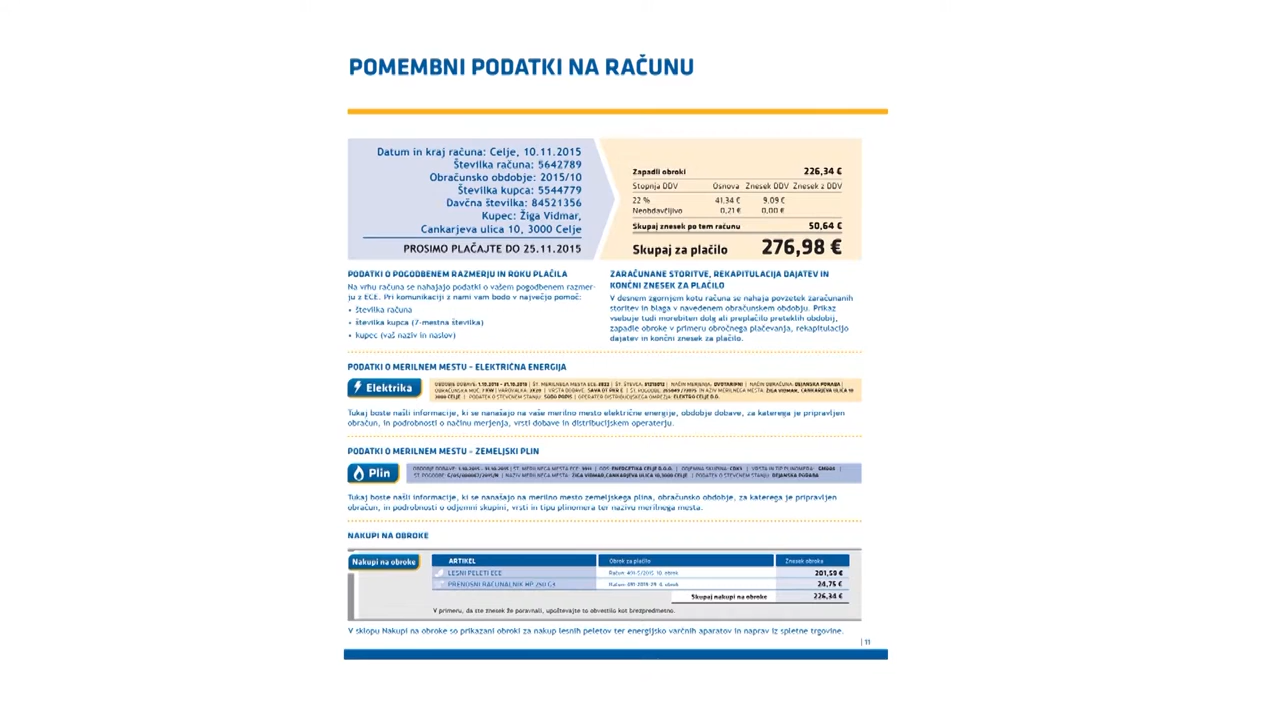 POMEMBNI PODATKI NA RAČUNU
Datum in kraj računa: Celje, 10.11.2015
Številka računa: 5642789
Obračunsko obdobje: 2015/10
Številka kupca: 5544779
Davčna številka: 84521356
Kupec: Žiga Vidmar,
Cankarjeva ulica 10, 3000 Celje
PROSIMO PLAČAJTE DO 25.11.2015
Zapadli obroki 226,34 €
Stopnja DDV Osnova Znesek DDV Znesek z DDV
22 % 41,34 € 9,09 €
Neobdavčljivo 0,21 € 0,00 €
Skupaj znesek po tem računu 50,64 €
Skupaj za plačilo 276,98 €
PODATKI O POGODBENEM RAZMERJU IN ROKU PLAČILA
Na vrhu računa se nahajajo podatki o vašem pogodbenem razmer-
ju z ECE. Pri komunikaciji z nami vam bodo v največjo pomoč:
• številka računa
• številka kupca (7-mestna številka)
• kupec (vaš naziv in naslov)
ZARAČUNANE STORITVE, REKAPITULACIJA DAJATEV IN
KONČNI ZNESEK ZA PLAČILO
V desnem zgornjem kotu računa se nahaja povzetek zaračunanih
storitev in blaga v navedenem obračunskem obdobju. Prikaz
vsebuje tudi morebiten dolg ali preplačilo preteklih obdobij,
zapadle obroke v primeru obročnega plačevanja, rekapitulacijo
dajatev in končni znesek za plačilo.
PODATKI O MERILNEM MESTU – ELEKTRIČNA ENERGIJA
Elektrika
Tukaj boste našli informacije, ki se nanašajo na vaše merilno mesto električne energije, obdobje dobave, za katerega je pripravljen
obračun, in podrobnosti o načinu merjenja, vrsti dobave in distribucijskem operaterju.
PODATKI O MERILNEM MESTU – ZEMELJSKI PLIN
Plin
Tukaj boste našli informacije, ki se nanašajo na merilno mesto zemeljskega plina, obračunsko obdobje, za katerega je pripravljen
obračun, in podrobnosti o odjemni skupini, vrsti in tipu plinomera ter nazivu merilnega mesta.
NAKUPI NA OBROKE
Nakupi na obroke
ARTIKEL Obrok za plačilo Znesek obroka
LESNI PELETI ECE 201,59 €
PRENOSNI RAČUNALNIK HP 250 G3 24,75 €
Skupaj nakupi na obroke 226,34 €
V primeru, da ste znesek že poravnali, upoštevajte to obvestilo kot brezpredmetno.
V sklopu Nakupi na obroke so prikazani obroki za nakup lesnih peletov ter energijsko varčnih aparatov in naprav iz spletne trgovine.
| 11